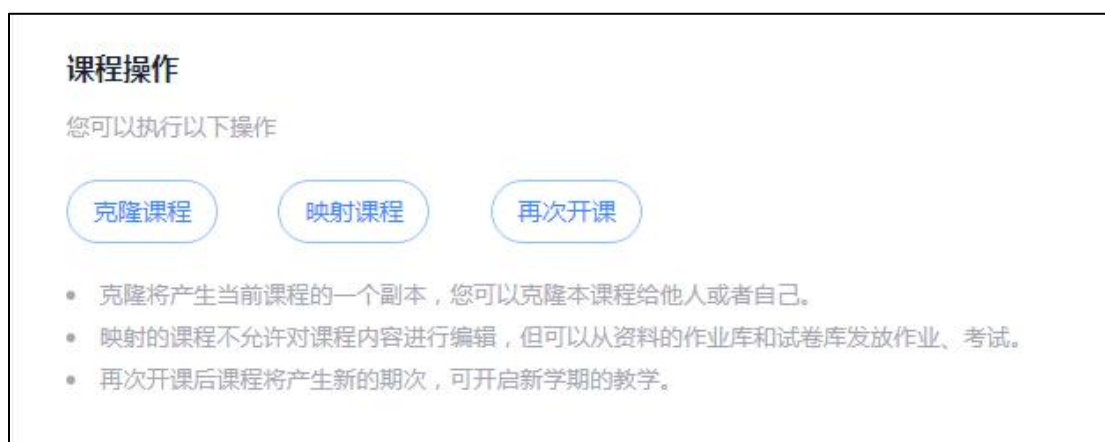 课程操作
您可以执行以下操作
克隆课程 映射课程 再次开课
克隆将产生当前课程的一个副本，您可以克隆本课程给他人或者自己。
映射的课程不允许对课程内容进行编辑，但可以从资料的作业库和试卷库发放作业、考试。
再次开课后课程将产生新的期次，可开启新学期的教学。